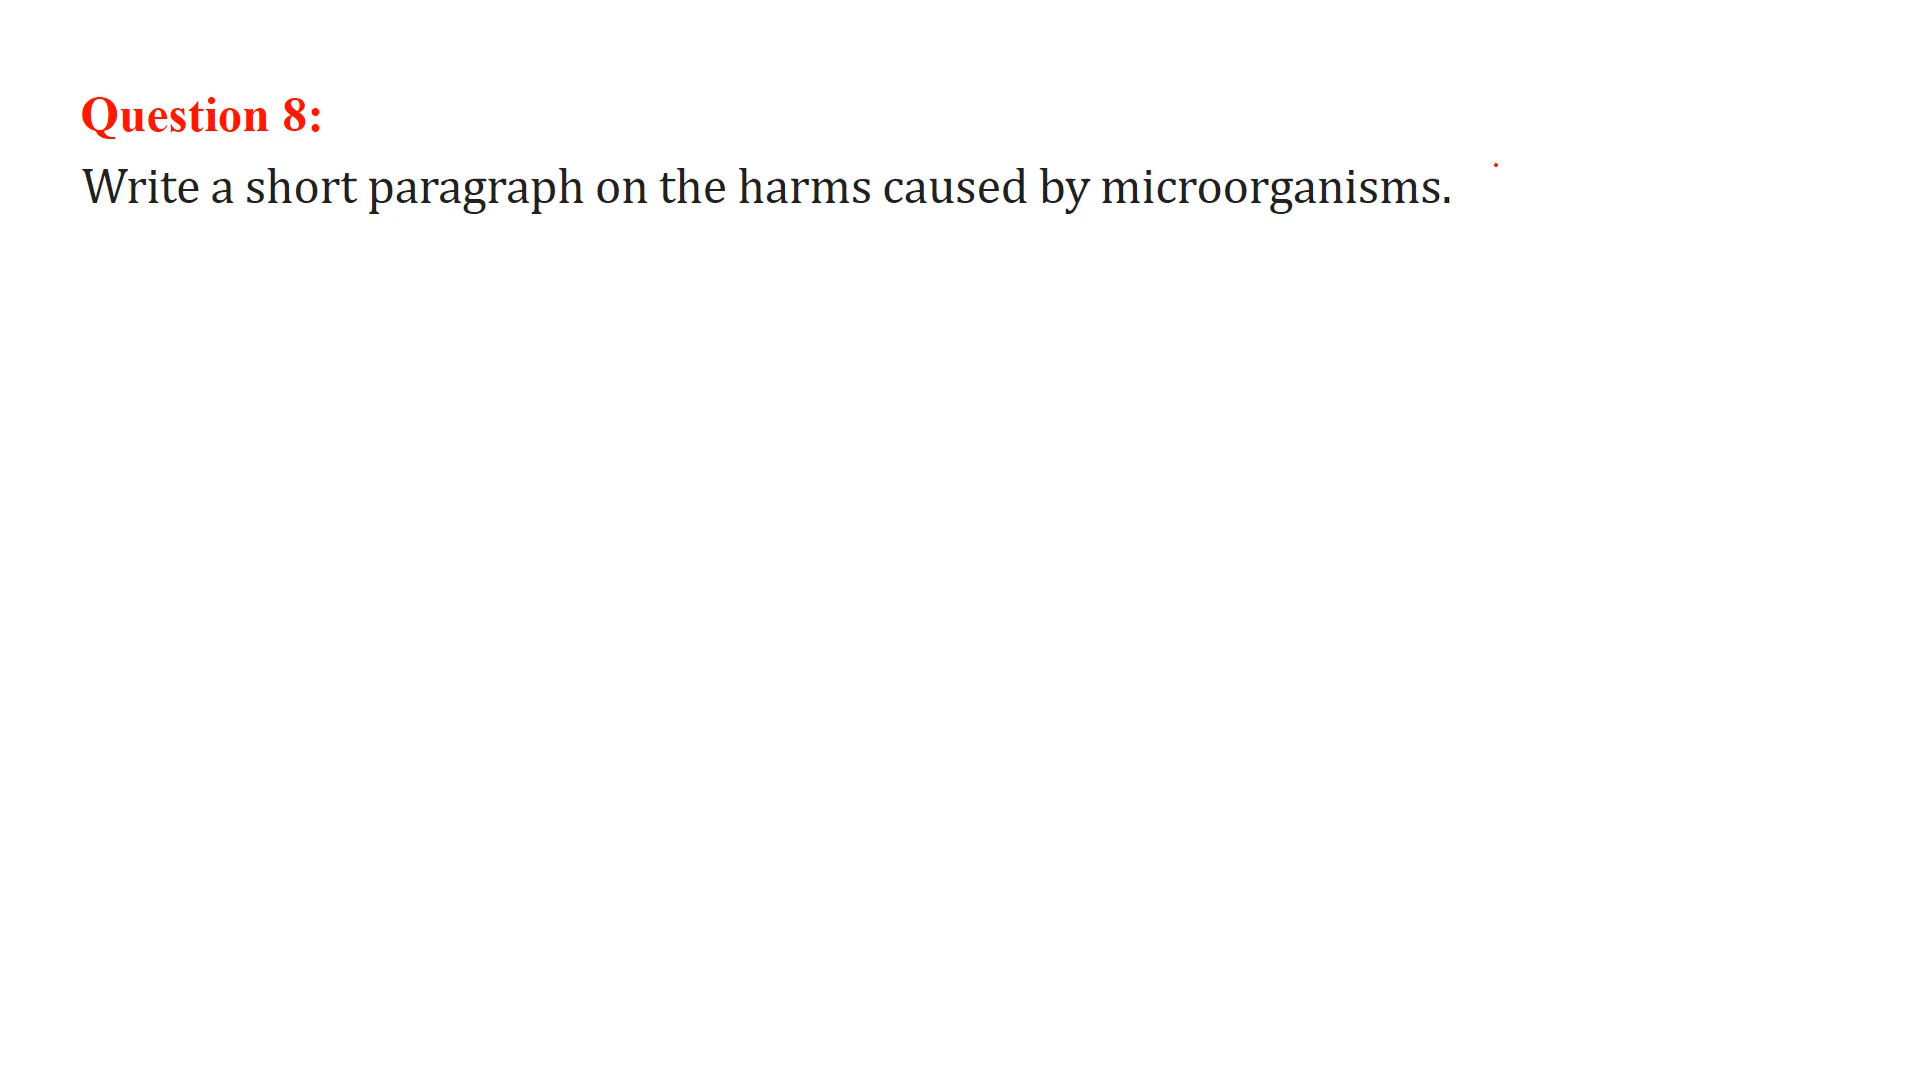 Question 8:
Write a short paragraph on the harms caused by microorganisms.